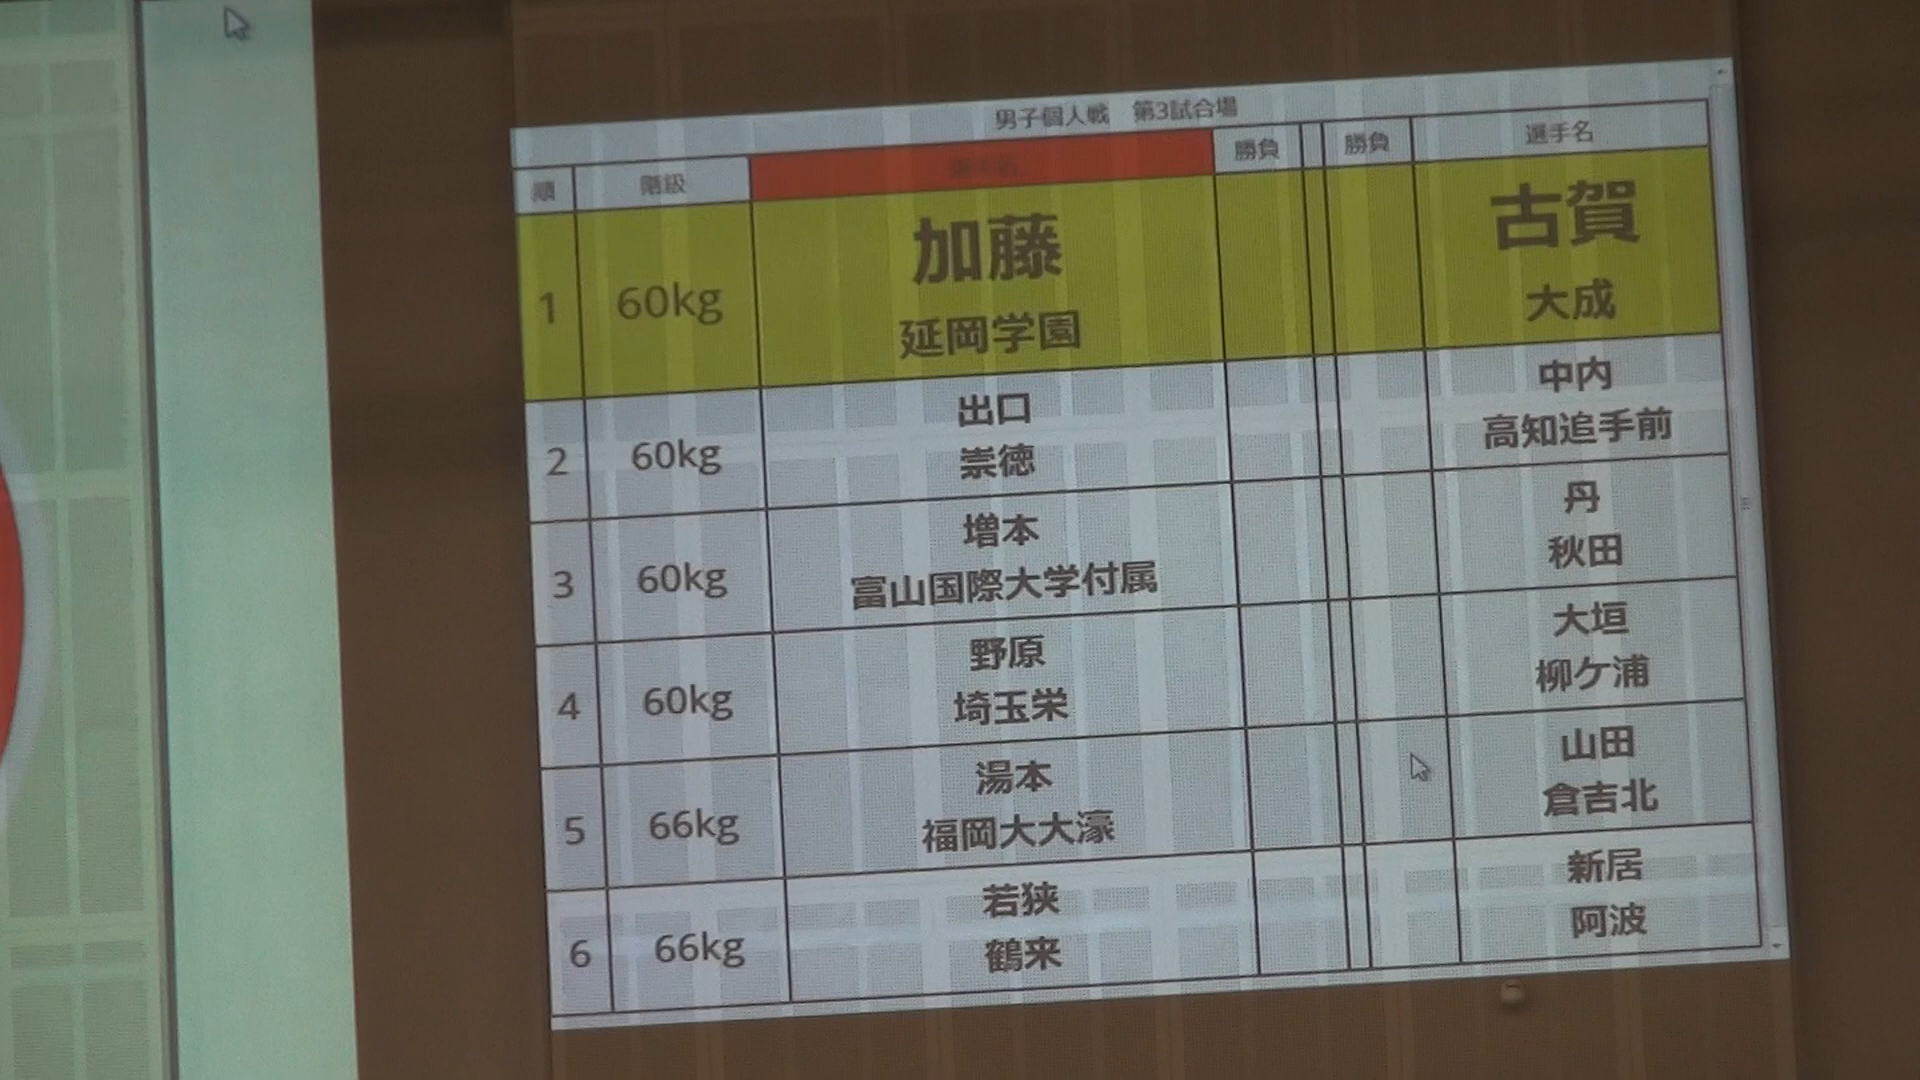 男子個人戦　第3試合場
順 階級 選手名 勝負 勝負 選手名
1 60kg 加藤 古賀
延岡学園 大成
2 60kg 出口 中内
崇徳 高知追手前
3 60kg 増本 丹
富山国際大学付属 秋田
4 60kg 野原 大垣
埼玉栄 柳ケ浦
5 66kg 湯本 山田
福岡大大濠 倉吉北
6 66kg 若狭 新居
鶴来 阿波